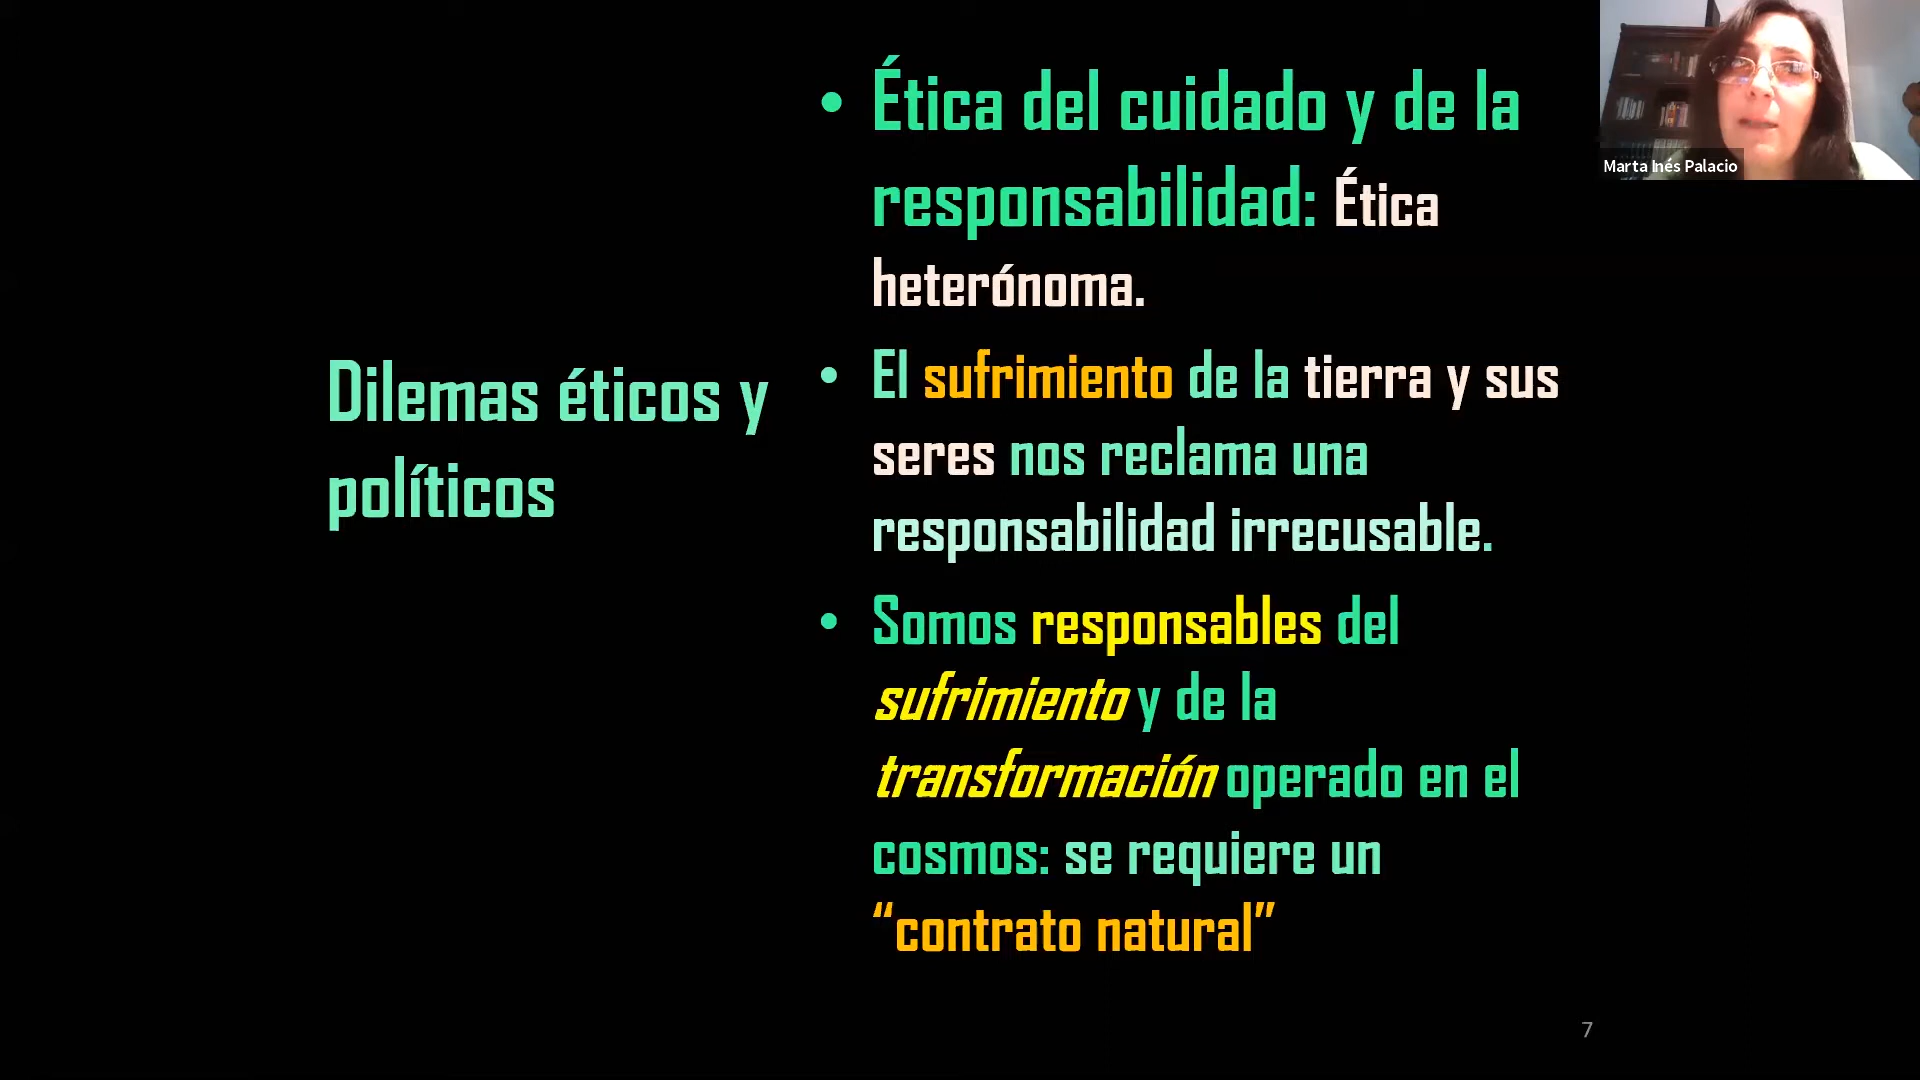 Dilemas éticos y
políticos
• Ética del cuidado y de la
responsabilidad: Ética
heterónoma.
• El sufrimiento de la tierra y sus
seres nos reclama una
responsabilidad irrecusable.
• Somos responsables del
sufrimiento y de la
transformación operado en el
cosmos: se requiere un
“contrato natural”
Marta Inés Palacio
7